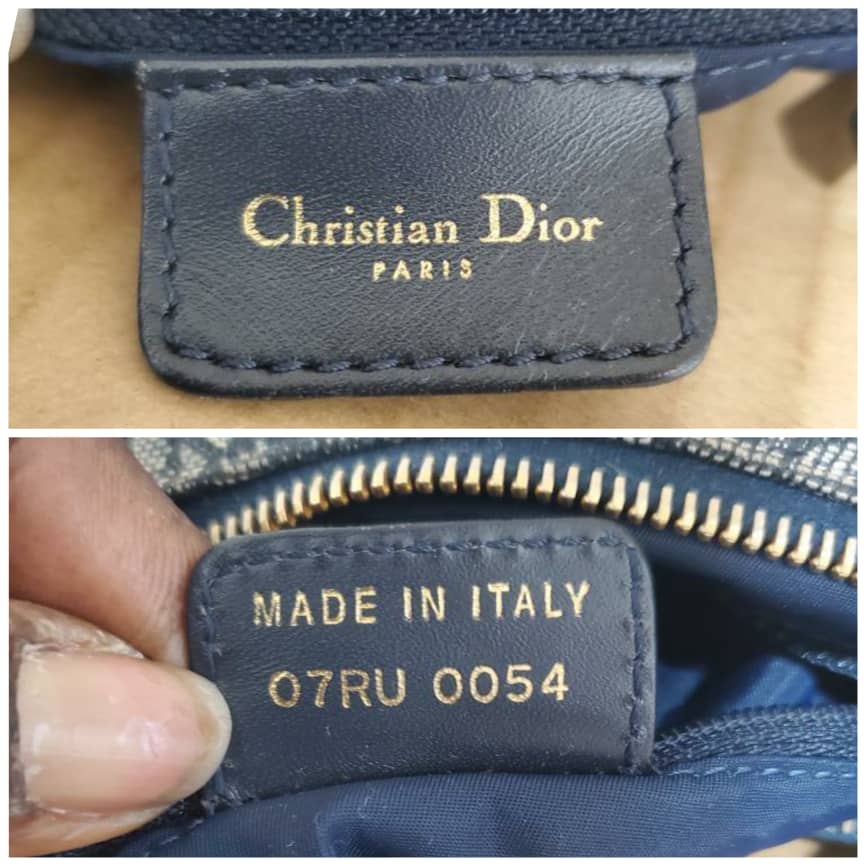 Christian Dior
PARIS
MADE IN ITALY
07RU 0054